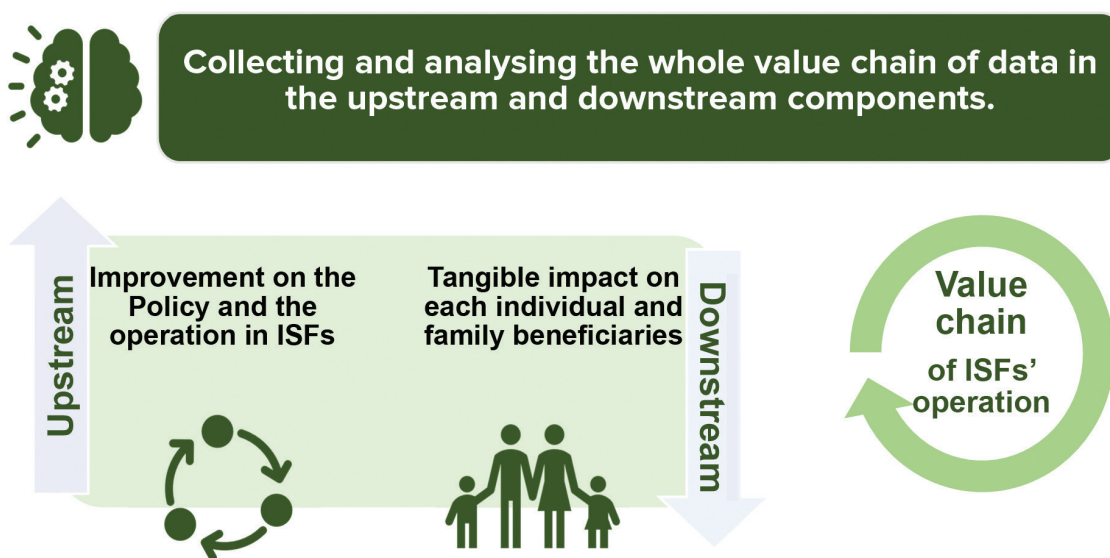 Collecting and analysing the whole value chain of data in
the upstream and downstream components.
Upstream
Improvement on the
Policy and the
operation in ISFs
Tangible impact on
each individual and
family beneficiaries
Downstream
Value
chain
of ISFs’
operation